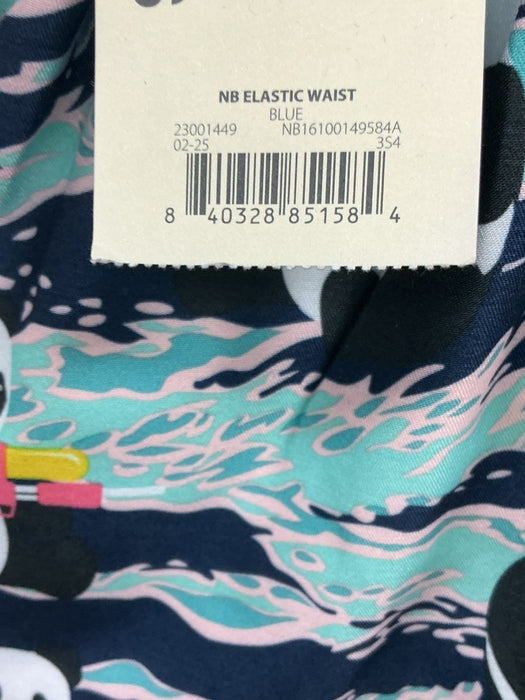 NB ELASTIC WAIST
BLUE
23001449 NB16100149584A
02-25 3S4
8 40328 85158 4